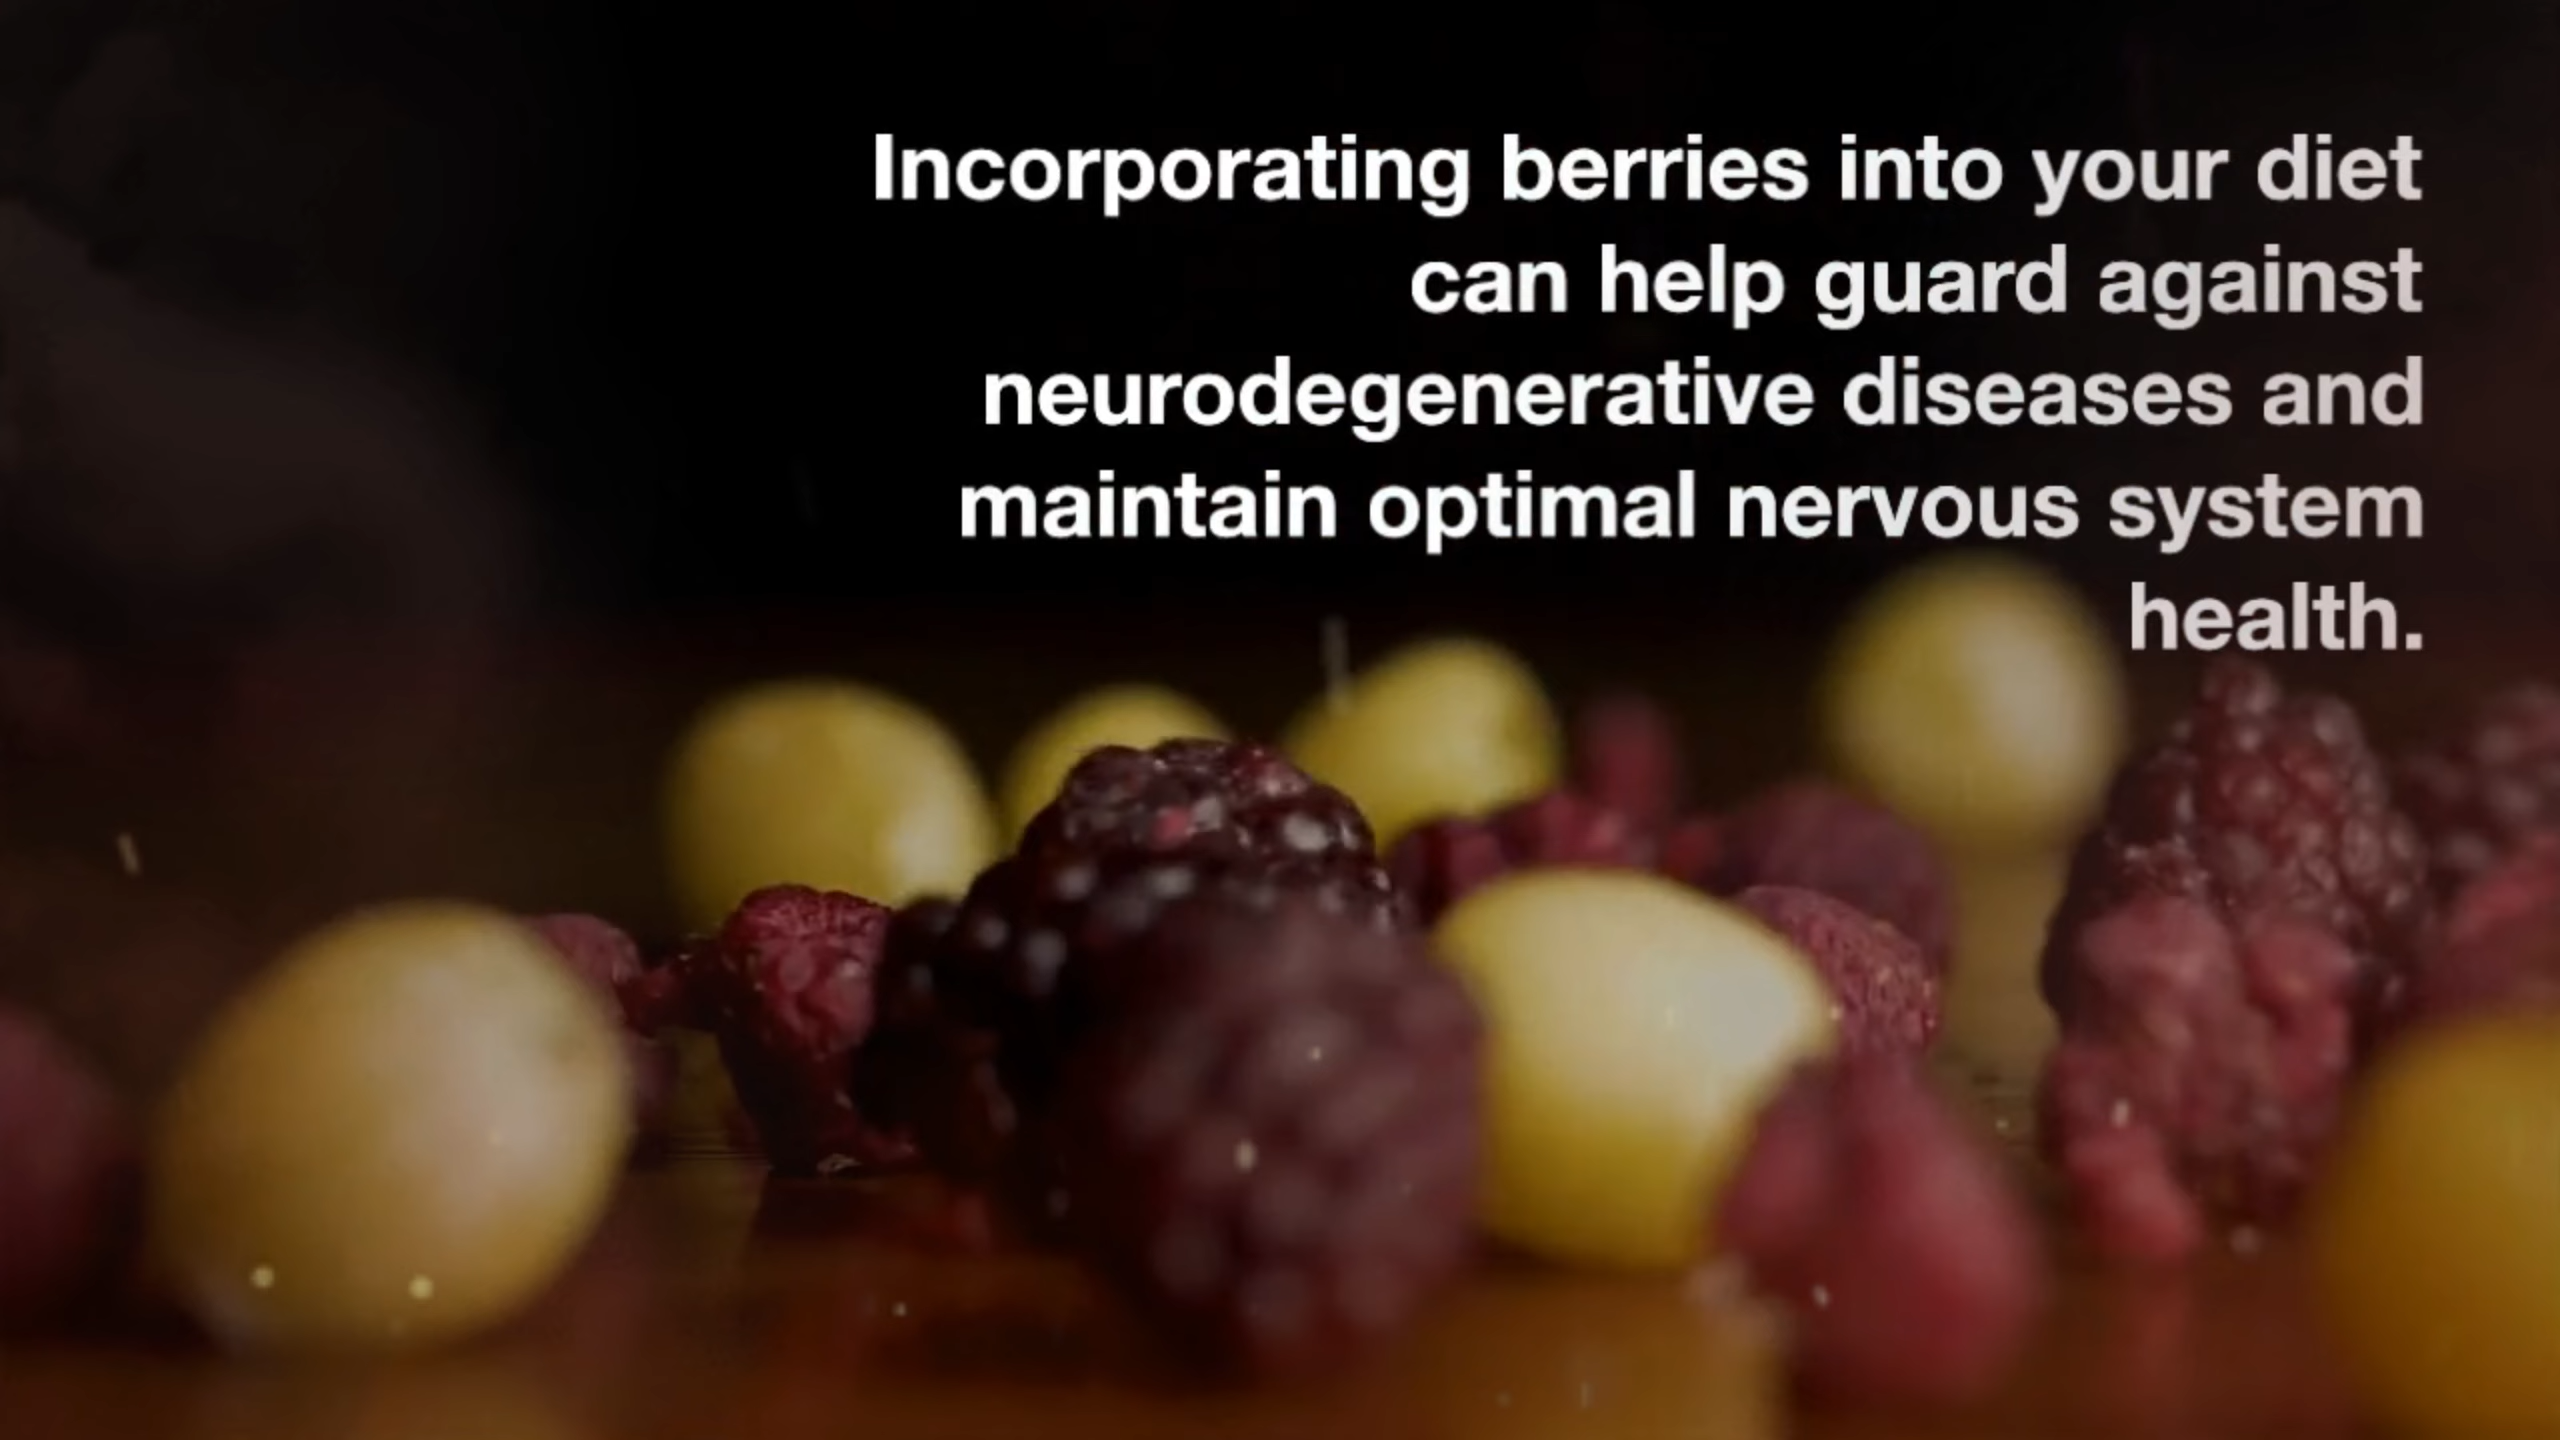 Incorporating berries into your diet
can help guard against
neurodegenerative diseases and
maintain optimal nervous system
health.